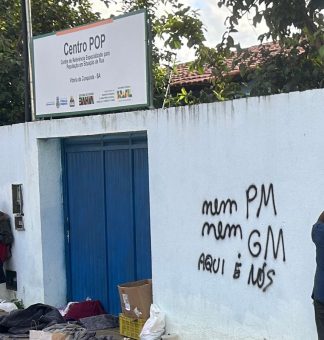 Centro POP
Centro de Referência Especializado para
População em Situação de Rua
Vitória da Conquista - BA
BAHIA
nem PM
nem GM
AQUI É NÓS